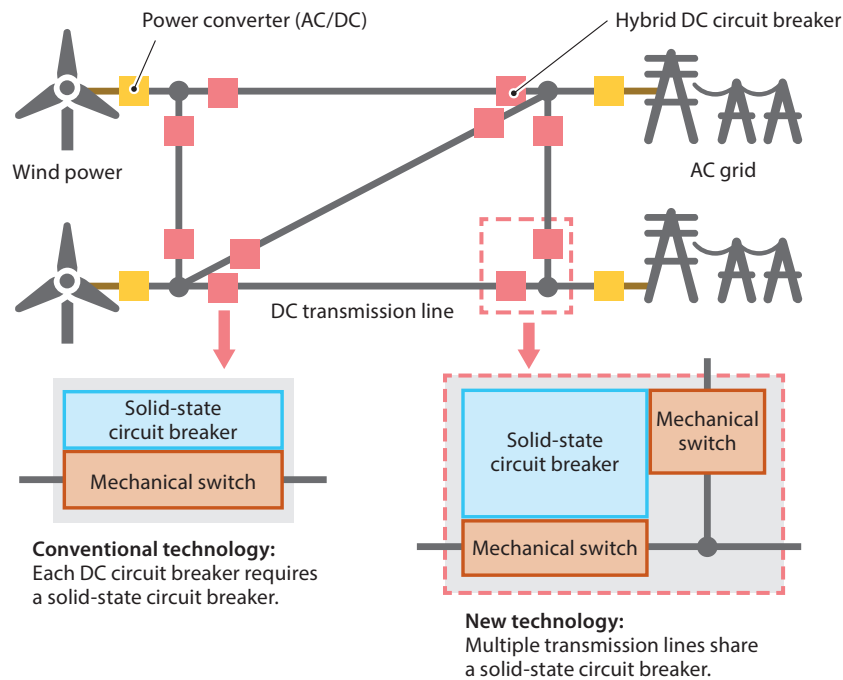 Power converter (AC/DC)
Hybrid DC circuit breaker
Wind power
AC grid
DC transmission line
Solid-state
circuit breaker
Mechanical switch
Solid-state
circuit breaker
Mechanical
switch
Mechanical switch
Conventional technology:
Each DC circuit breaker requires
a solid-state circuit breaker.
New technology:
Multiple transmission lines share
a solid-state circuit breaker.